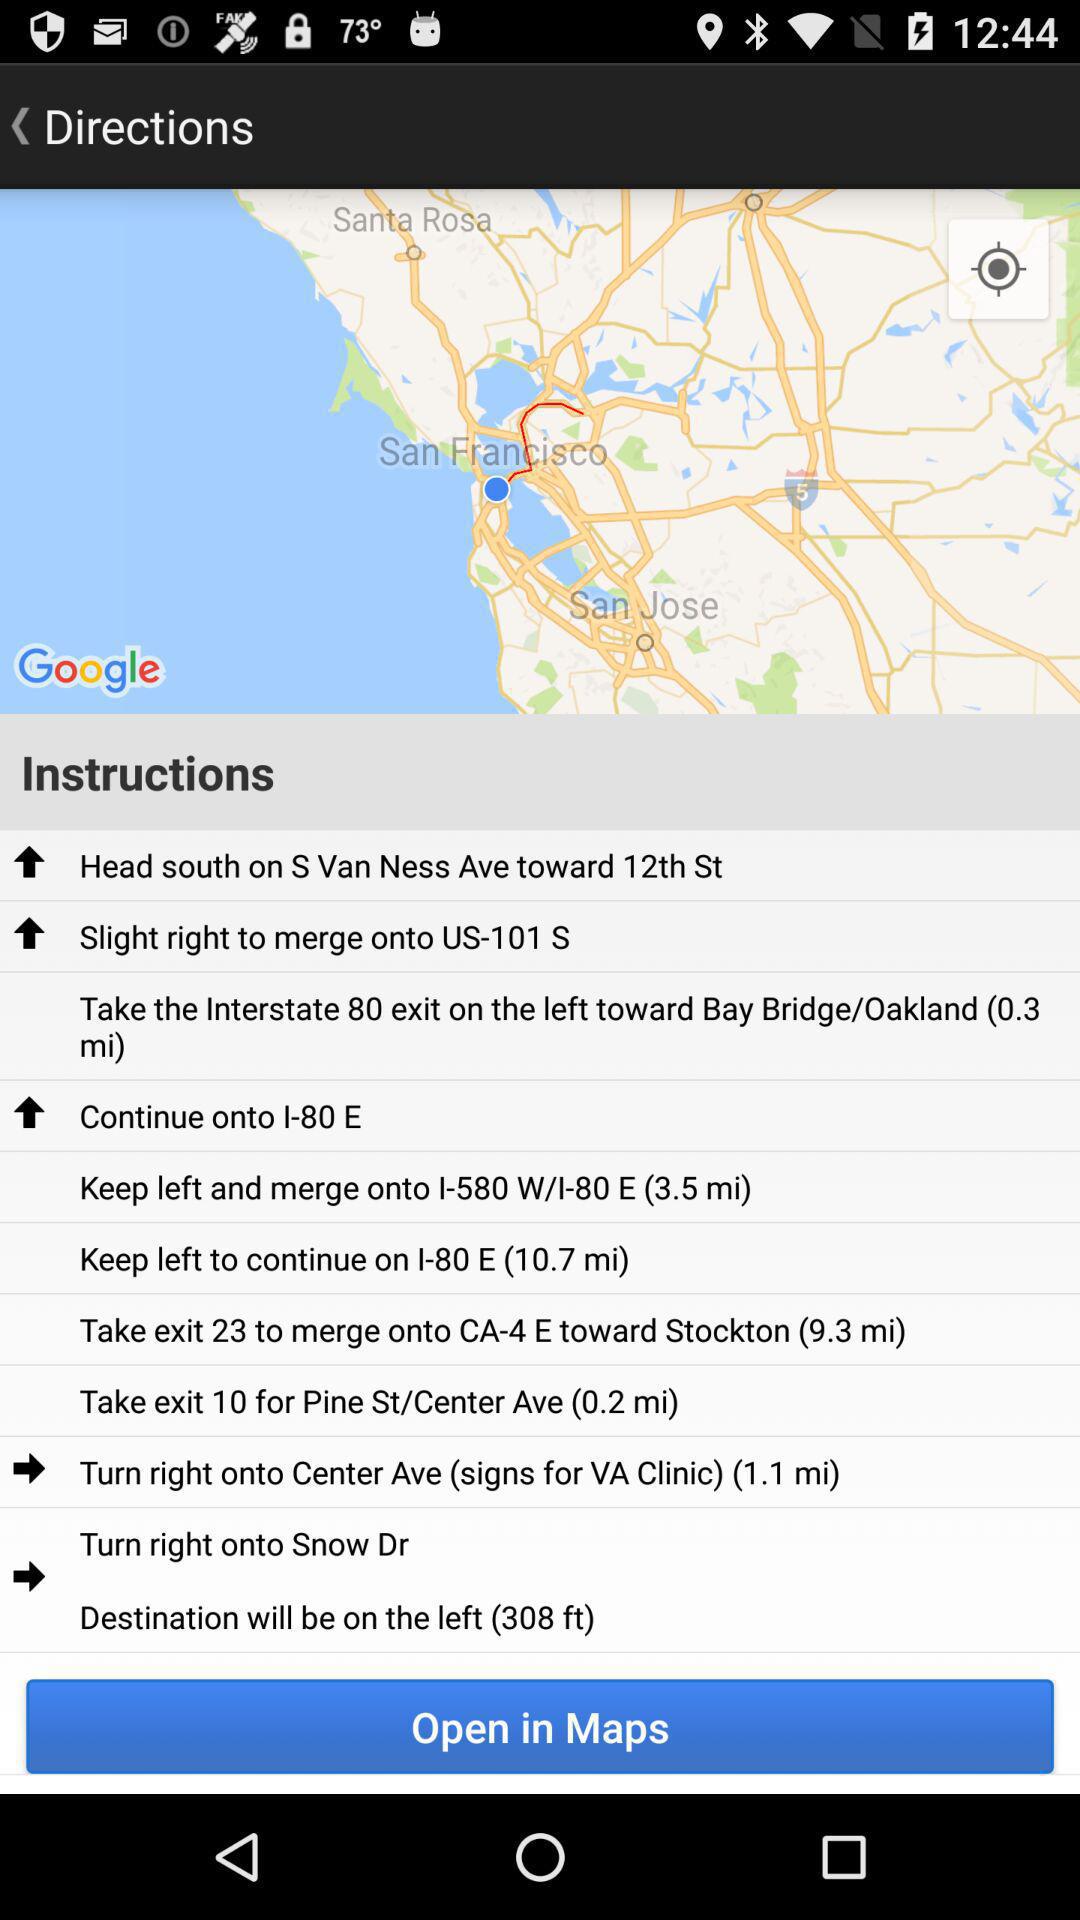 FAKE 73° 12:44
Directions
Santa Rosa
San Francisco
5
San Jose
Google
Instructions
Head south on S Van Ness Ave toward 12th St
Slight right to merge onto US-101 S
Take the Interstate 80 exit on the left toward Bay Bridge/Oakland (0.3
mi)
Continue onto I-80 E
Keep left and merge onto I-580 W/I-80 E (3.5 mi)
Keep left to continue on I-80 E (10.7 mi)
Take exit 23 to merge onto CA-4 E toward Stockton (9.3 mi)
Take exit 10 for Pine St/Center Ave (0.2 mi)
Turn right onto Center Ave (signs for VA Clinic) (1.1 mi)
Turn right onto Snow Dr
Destination will be on the left (308 ft)
Open in Maps